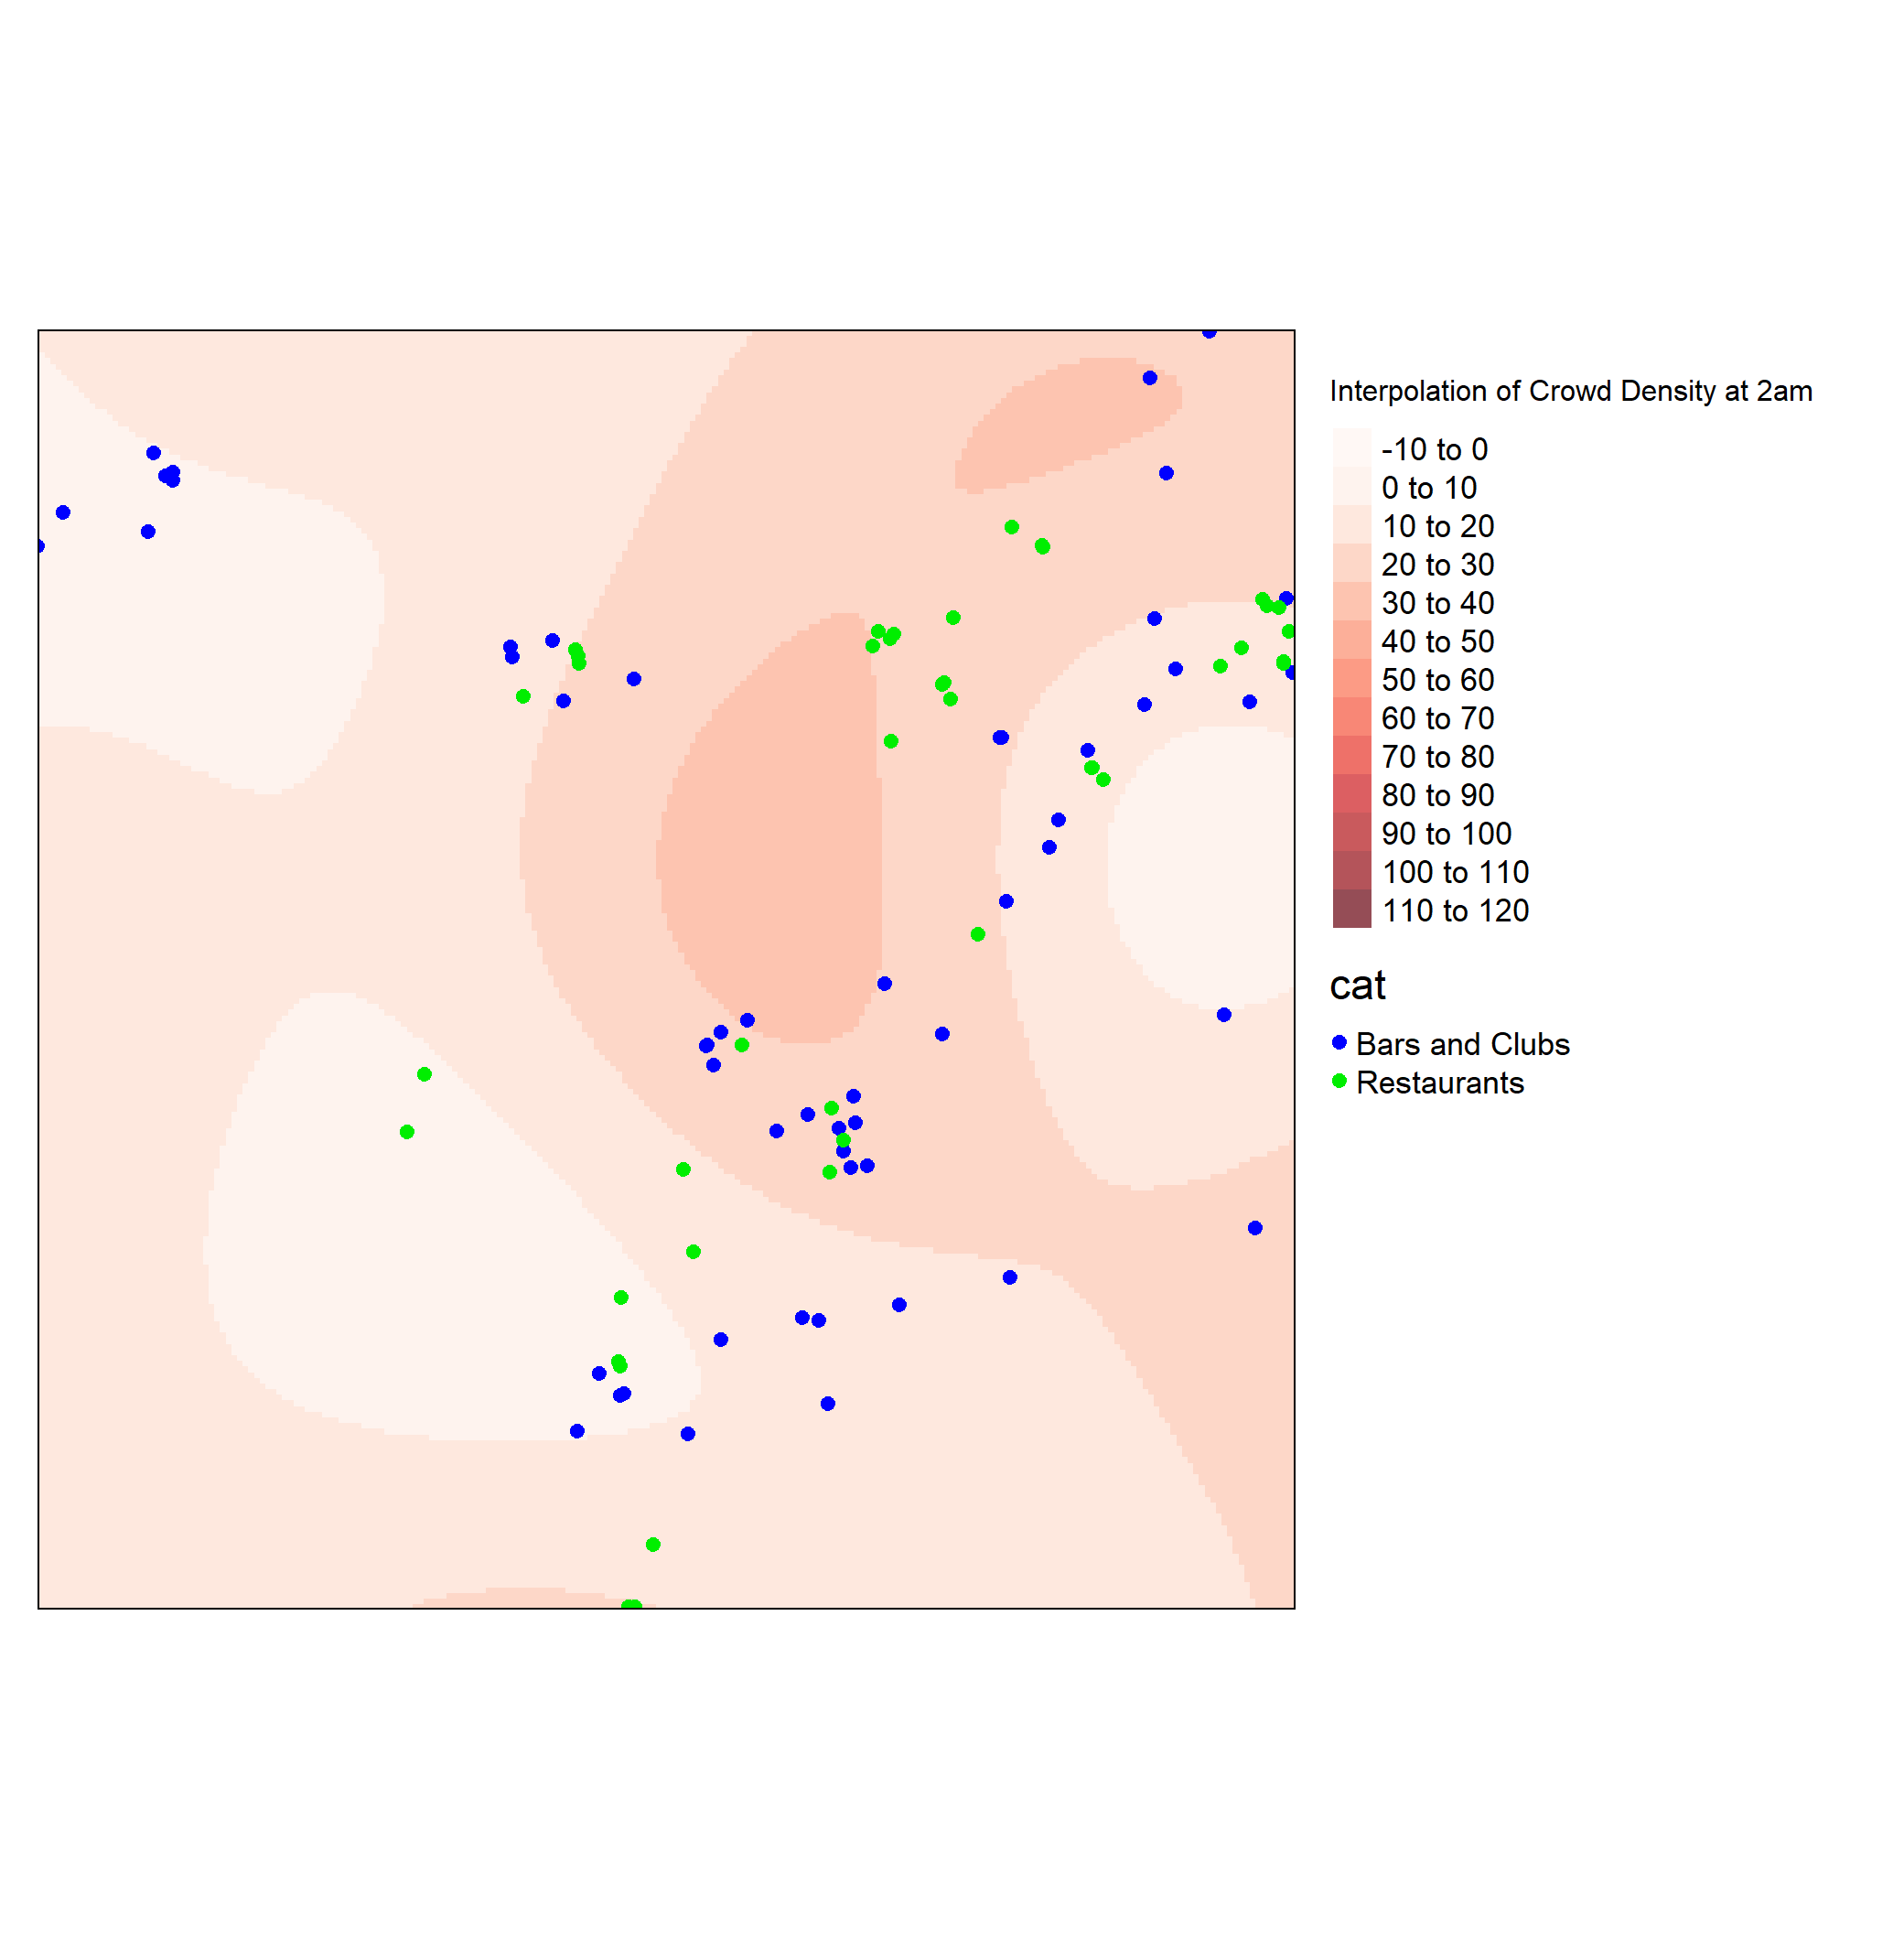 Interpolation of Crowd Density at 2am
-10 to 0
0 to 10
10 to 20
20 to 30
30 to 40
40 to 50
50 to 60
60 to 70
70 to 80
80 to 90
90 to 100
100 to 110
110 to 120
cat
Bars and Clubs
Restaurants